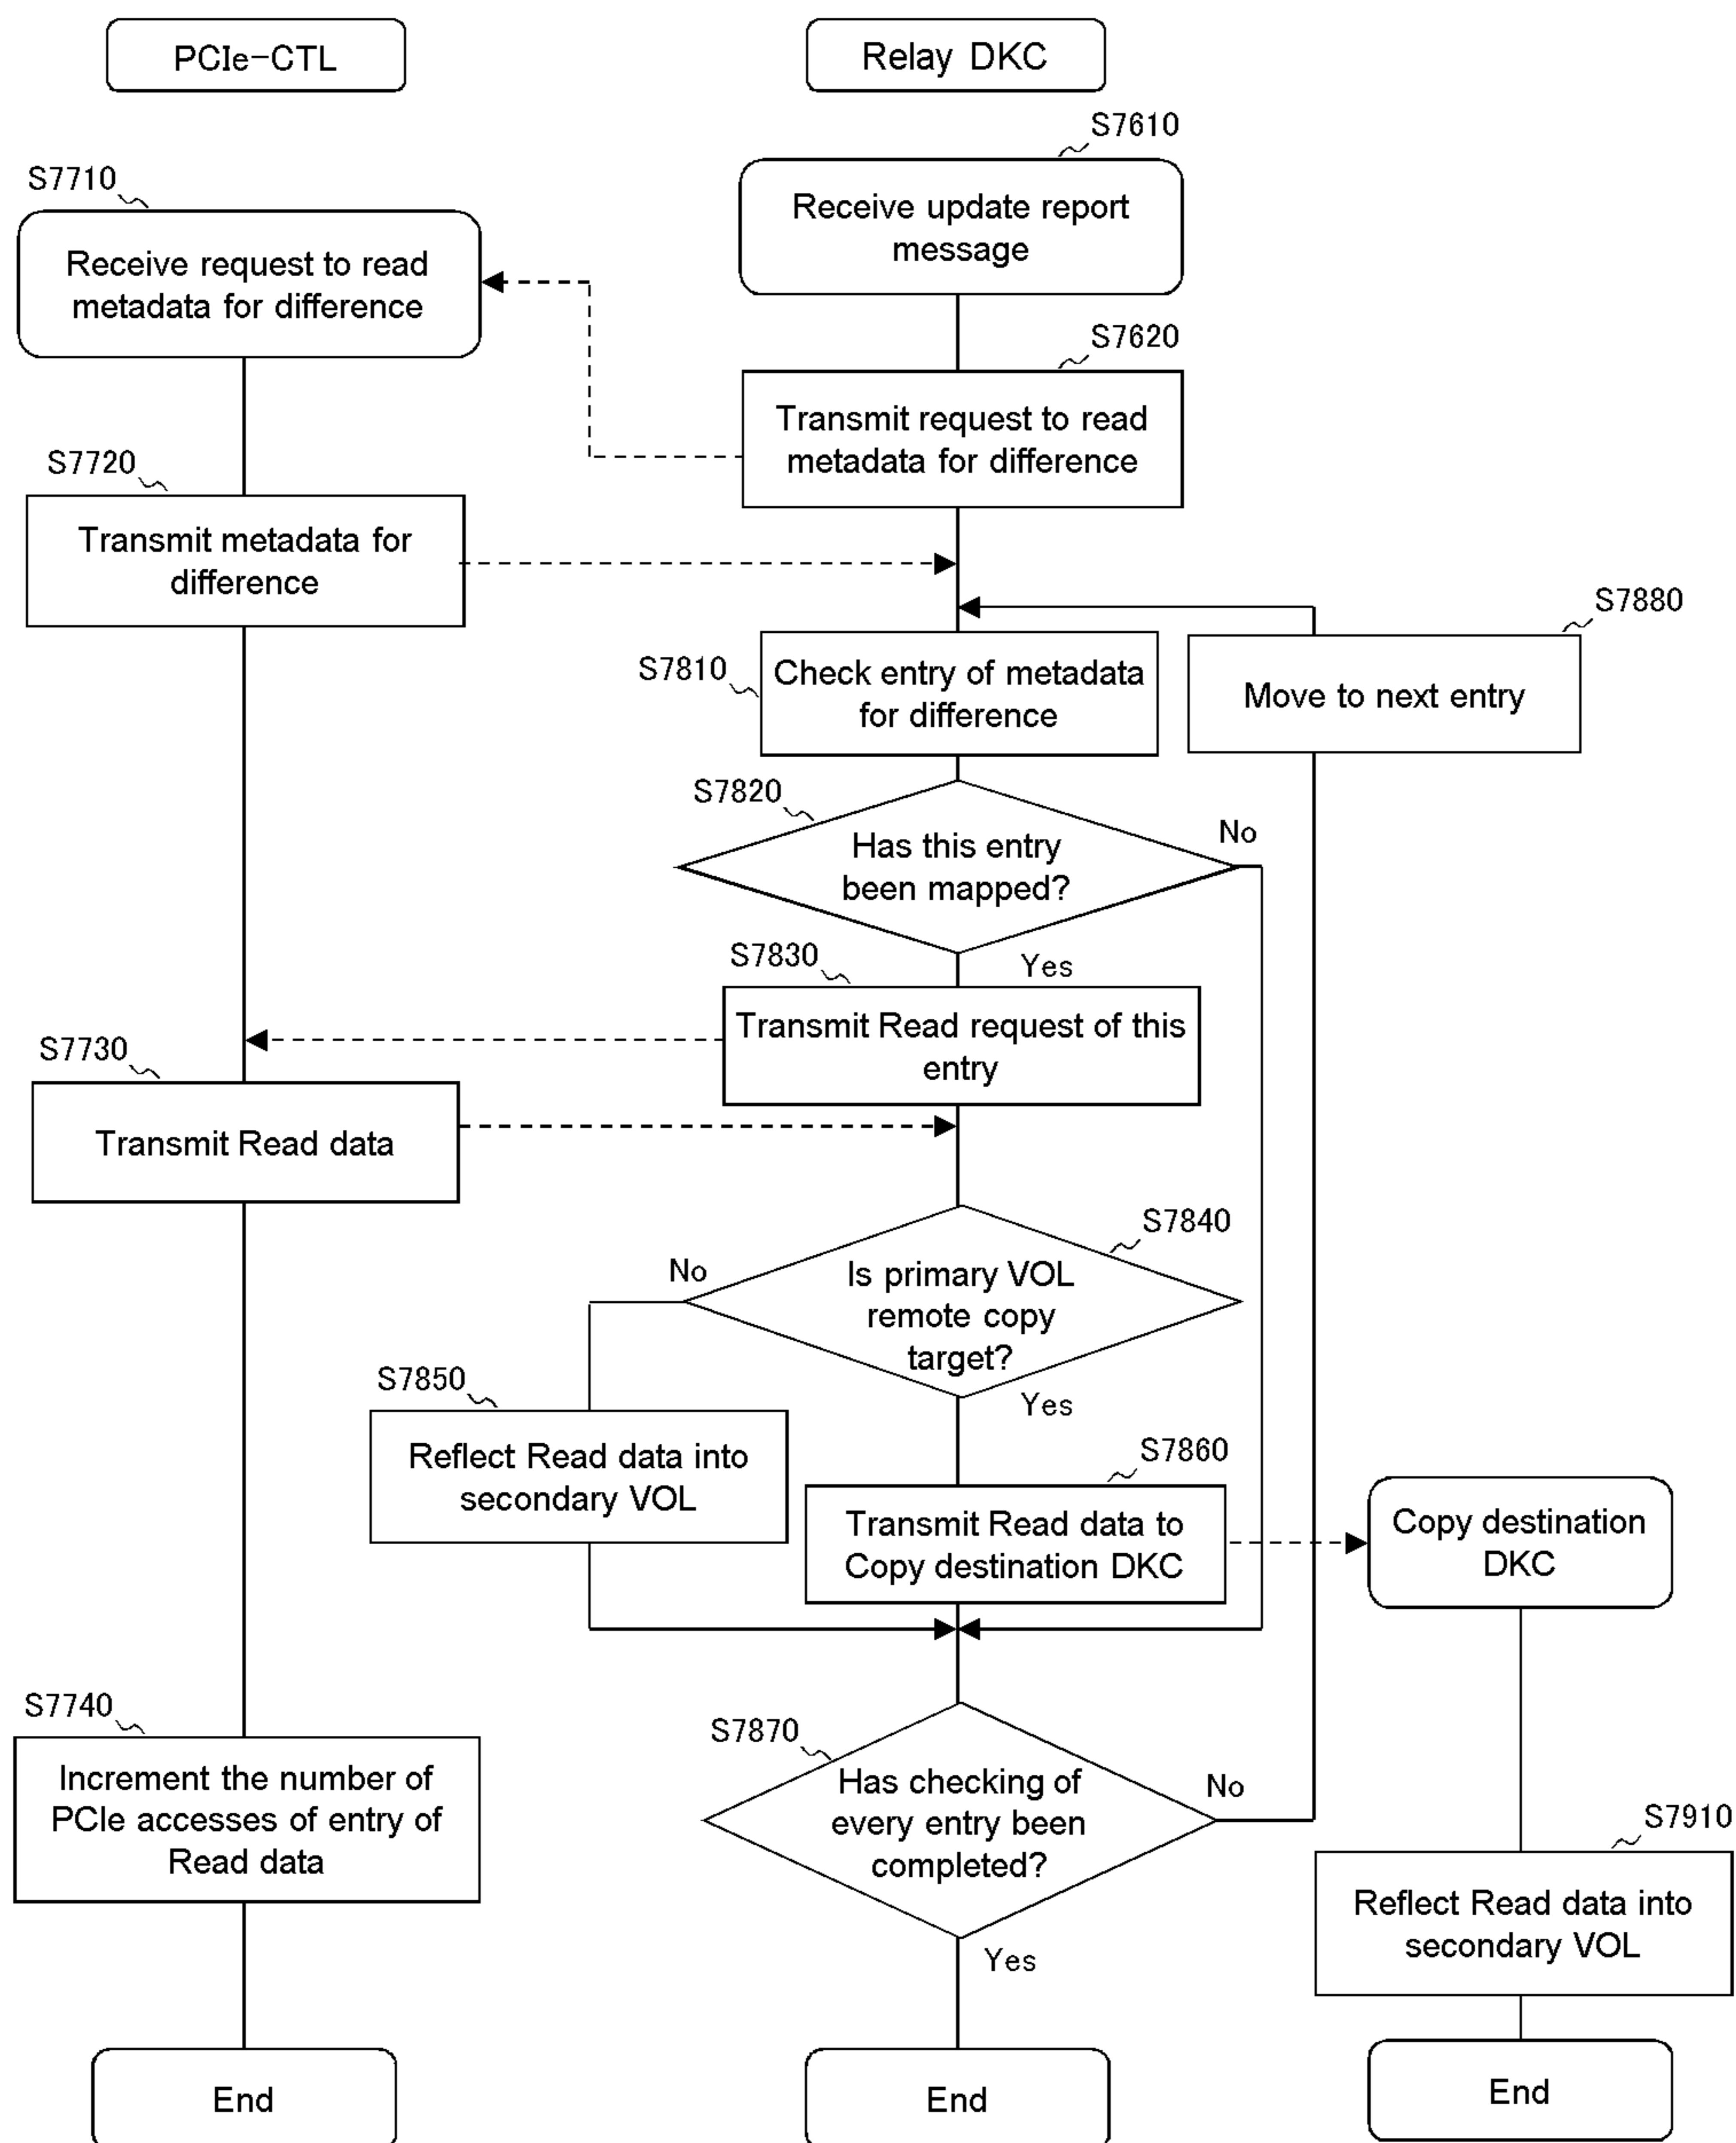 PCIe-CTL
Relay DKC
S7610
Receive update report
message
S7710
Receive request to read
metadata for difference
S7620
Transmit request to read
metadata for difference
S7720
Transmit metadata for
difference
S7880
Move to next entry
S7810
Check entry of metadata
for difference
S7820
Has this entry
been mapped?
No
Yes
S7830
Transmit Read request of this
entry
S7730
Transmit Read data
S7840
Is primary VOL
remote copy
target?
No
Yes
S7850
Reflect Read data into
secondary VOL
S7860
Transmit Read data to
Copy destination DKC
Copy destination
DKC
S7740
Increment the number of
PCIe accesses of entry of
Read data
S7870
Has checking of
every entry been
completed?
No
Yes
S7910
Reflect Read data into
secondary VOL
End
End
End